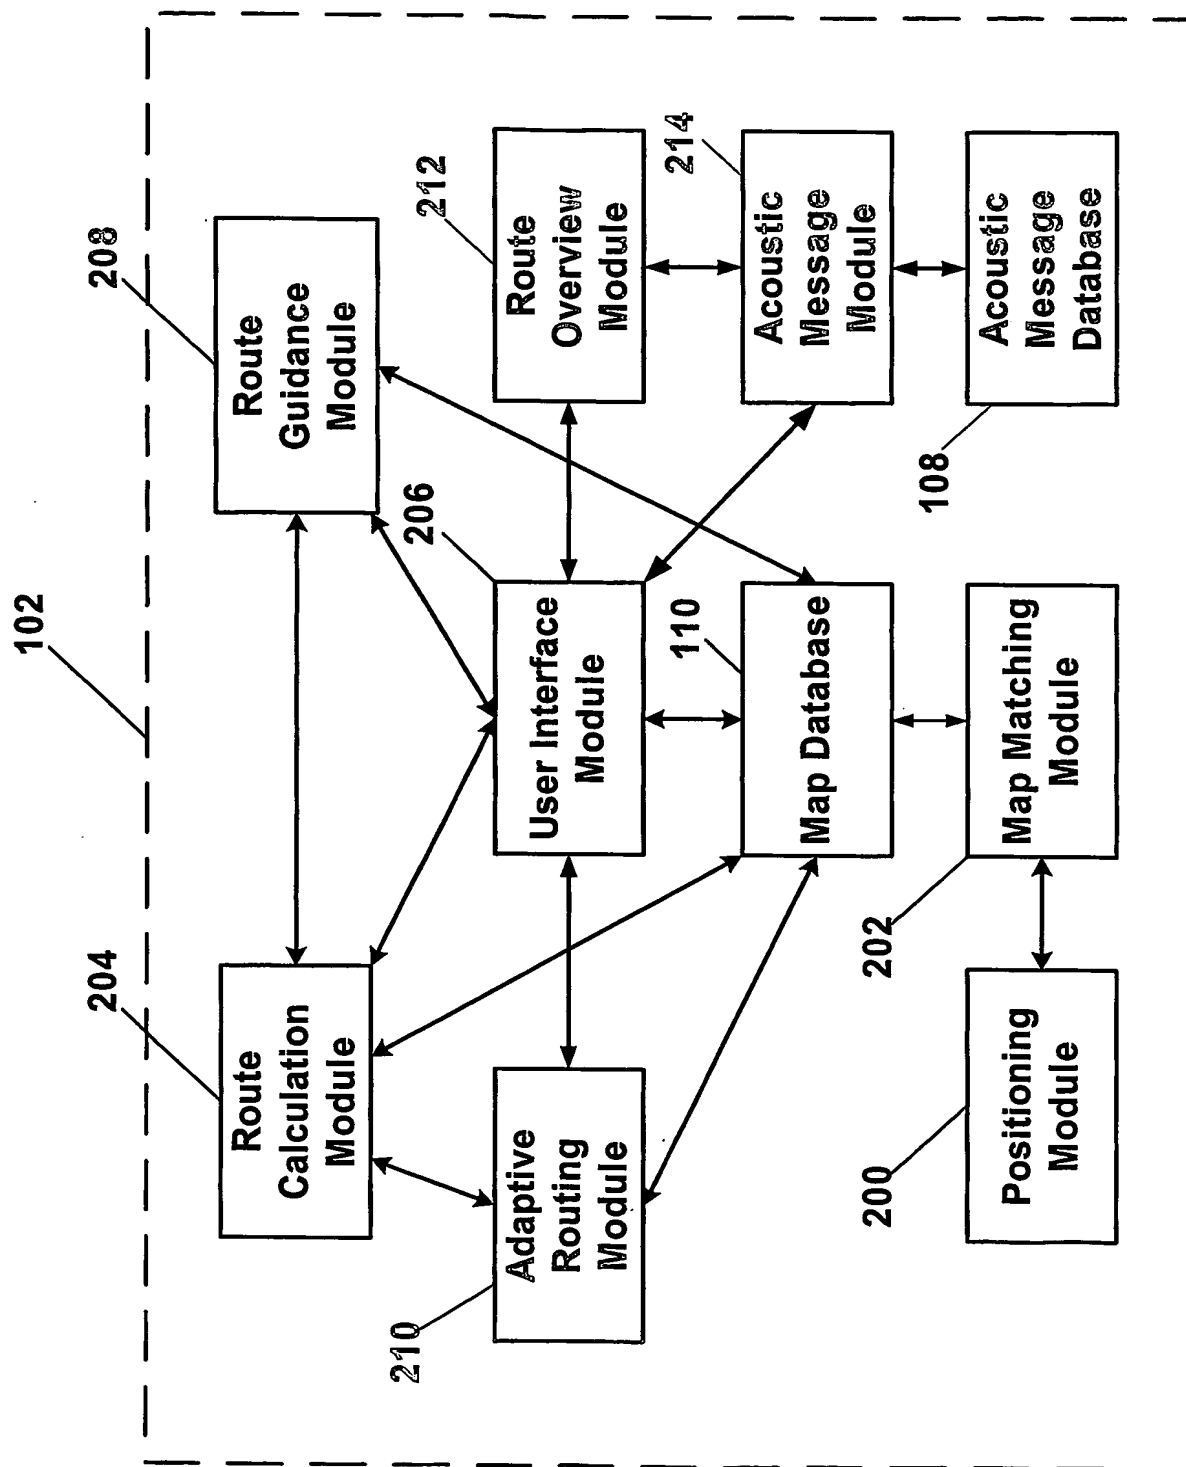 102
204
Route
Calculation
Module
208
Route
Guidance
Module
210
Adaptive
Routing
Module
206
User Interface
Module
212
Route
Overview
Module
110
Map Database
214
Acoustic
Message
Module
200
Positioning
Module
202
Map Matching
Module
108
Acoustic
Message
Database